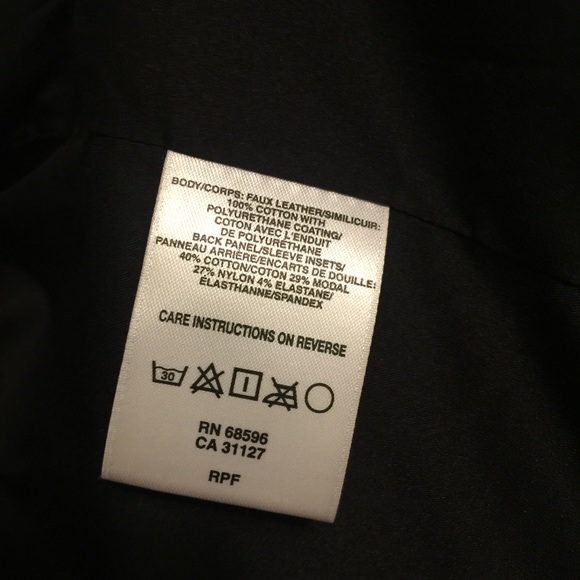 BODY/CORPS: FAUX LEATHER/SIMILICUIR:
100% COTTON WITH
POLYURETHANE COATING/
COTON AVEC L'ENDUIT
DE POLYURÉTHANE
BACK PANEL/SLEEVE INSETS/
PANNEAU ARRIÈRE/ENCARTS DE DOUILLE:
40% COTTON/COTON 29% MODAL
27% NYLON 4% ELASTANE/
ÉLASTHANNE/SPANDEX
CARE INSTRUCTIONS ON REVERSE
30
RN 68596
CA 31127
RPF